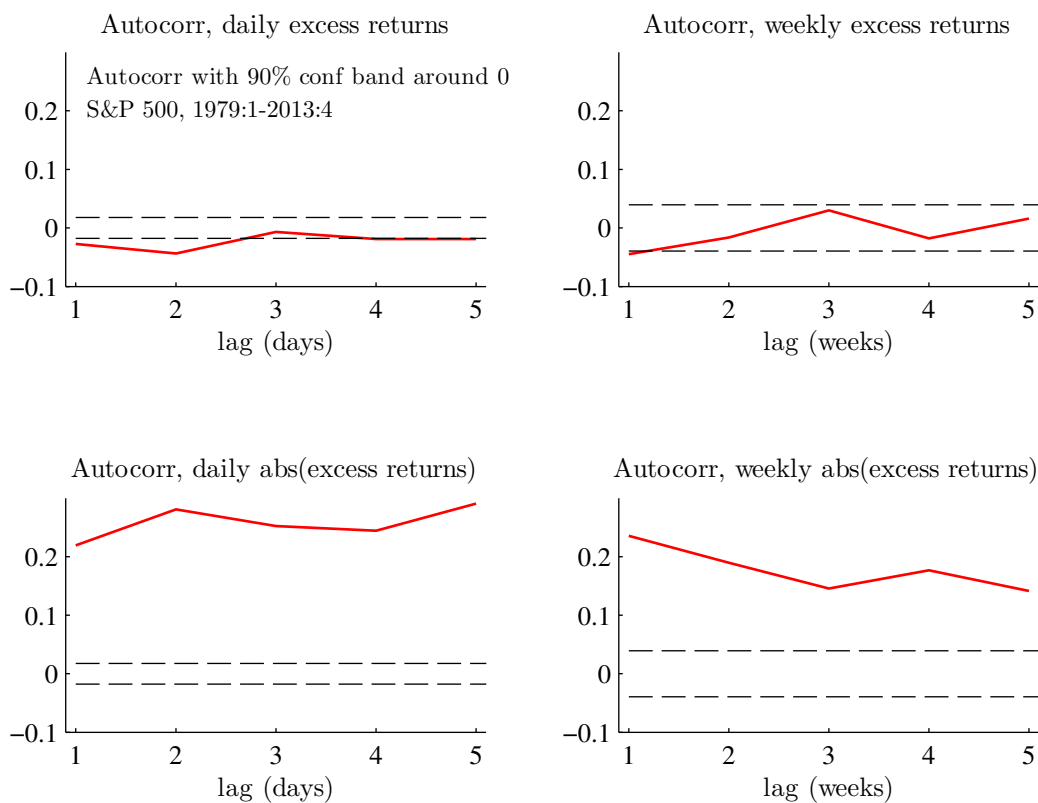 Autocorr, daily excess returns
Autocorr with 90% conf band around 0
S&P 500, 1979:1-2013:4
0.2
0.1
0
−0.1
1 2 3 4 5
lag (days)
Autocorr, weekly excess returns
0.2
0.1
0
−0.1
1 2 3 4 5
lag (weeks)
Autocorr, daily abs(excess returns)
0.2
0.1
0
−0.1
1 2 3 4 5
lag (days)
Autocorr, weekly abs(excess returns)
0.2
0.1
0
−0.1
1 2 3 4 5
lag (weeks)